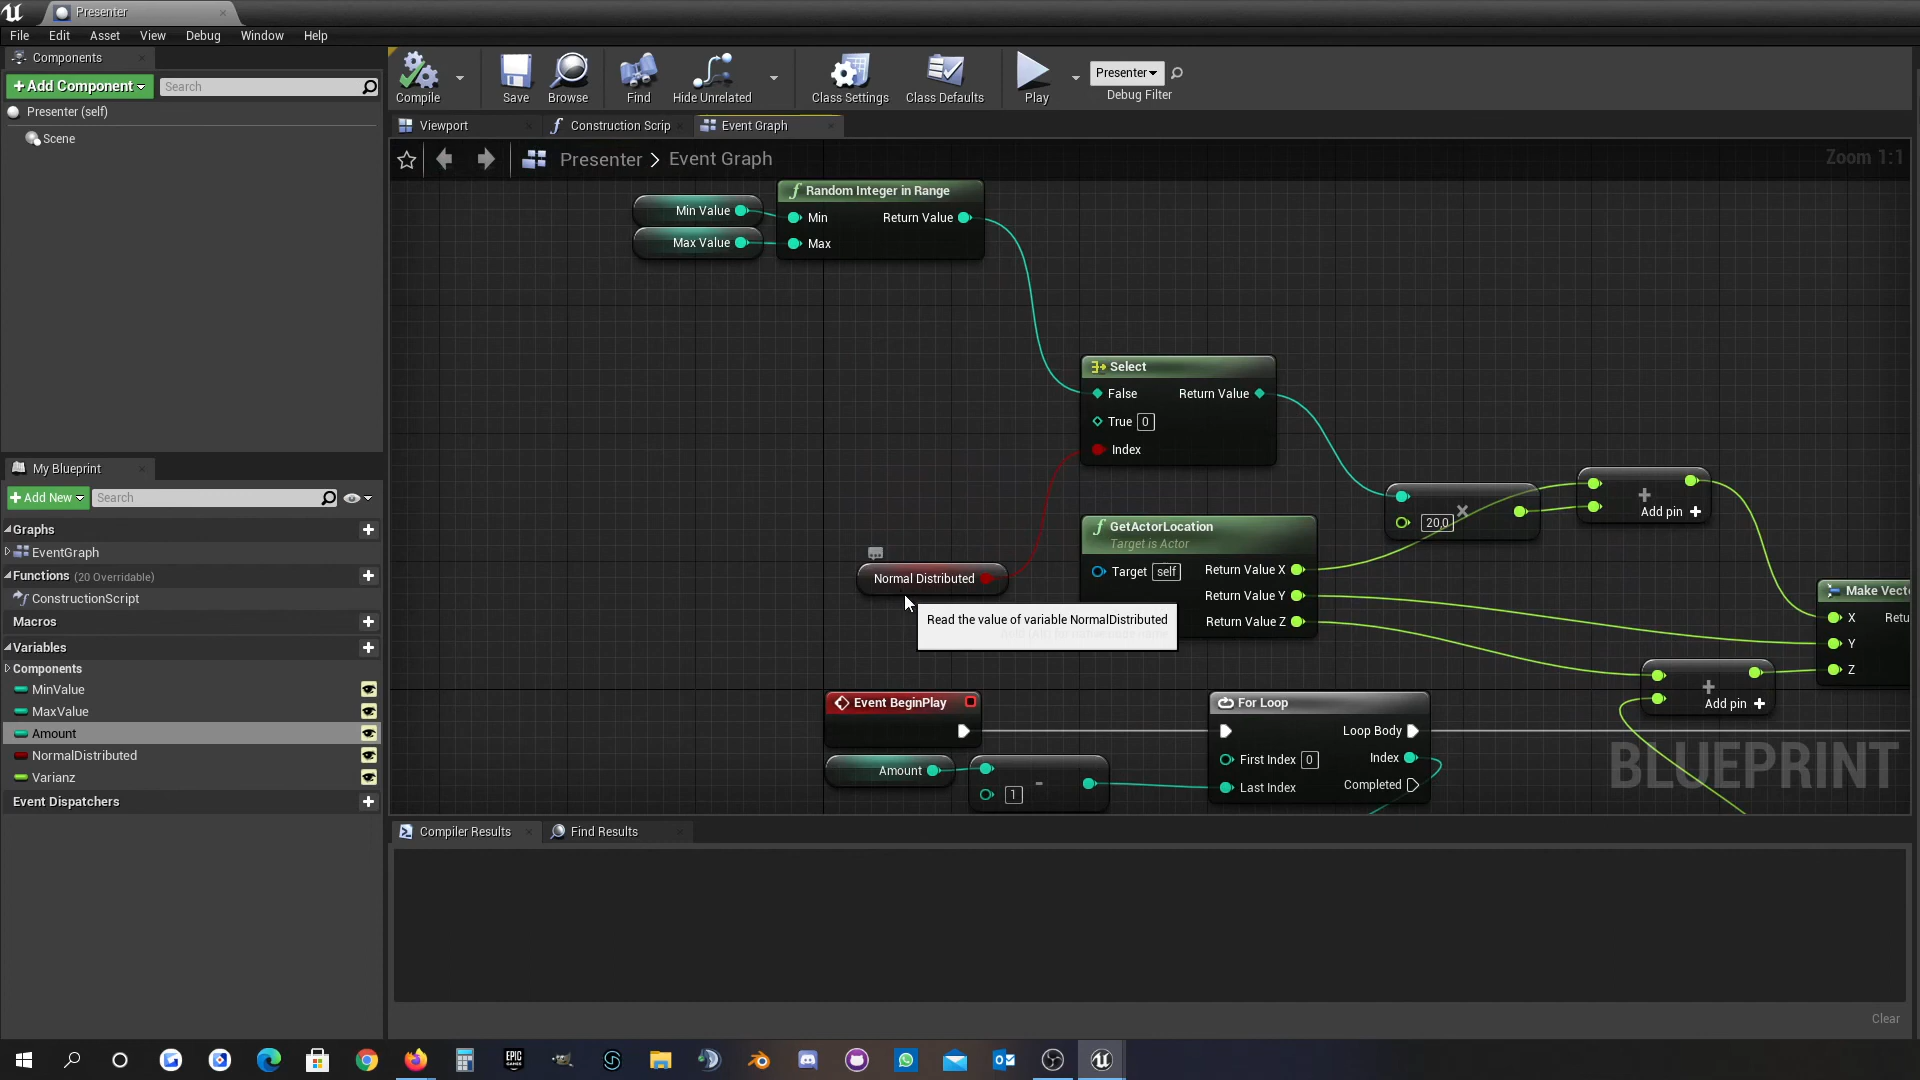 Presenter
File Edit Asset View Debug Window Help
Components
+ Add Component
Search
Presenter (self)
Scene
Compile
Save
Browse
Find
Hide Unrelated
Class Settings
Class Defaults
Play
Presenter
Debug Filter
Viewport
Construction Scrip
Event Graph
Presenter > Event Graph
Zoom 1:1
Min Value
Max Value
Random Integer in Range
Min Return Value
Max
Select
False Return Value
True 0
Index
GetActorLocation
Target is Actor
Target self Return Value X
Return Value Y
Return Value Z
Normal Distributed
Read the value of variable NormalDistributed
20,0
Add pin +
Make Vect
X Retu
Y
Z
Add pin +
Event BeginPlay
Amount
1
For Loop
Loop Body
First Index 0 Index
Last Index Completed
BLUEPRINT
My Blueprint
+ Add New
Search
Graphs
EventGraph
Functions (20 Overridable)
ConstructionScript
Macros
Variables
Components
MinValue
MaxValue
Amount
NormalDistributed
Varianz
Event Dispatchers
Compiler Results
Find Results
Clear
EPIC
GAMES